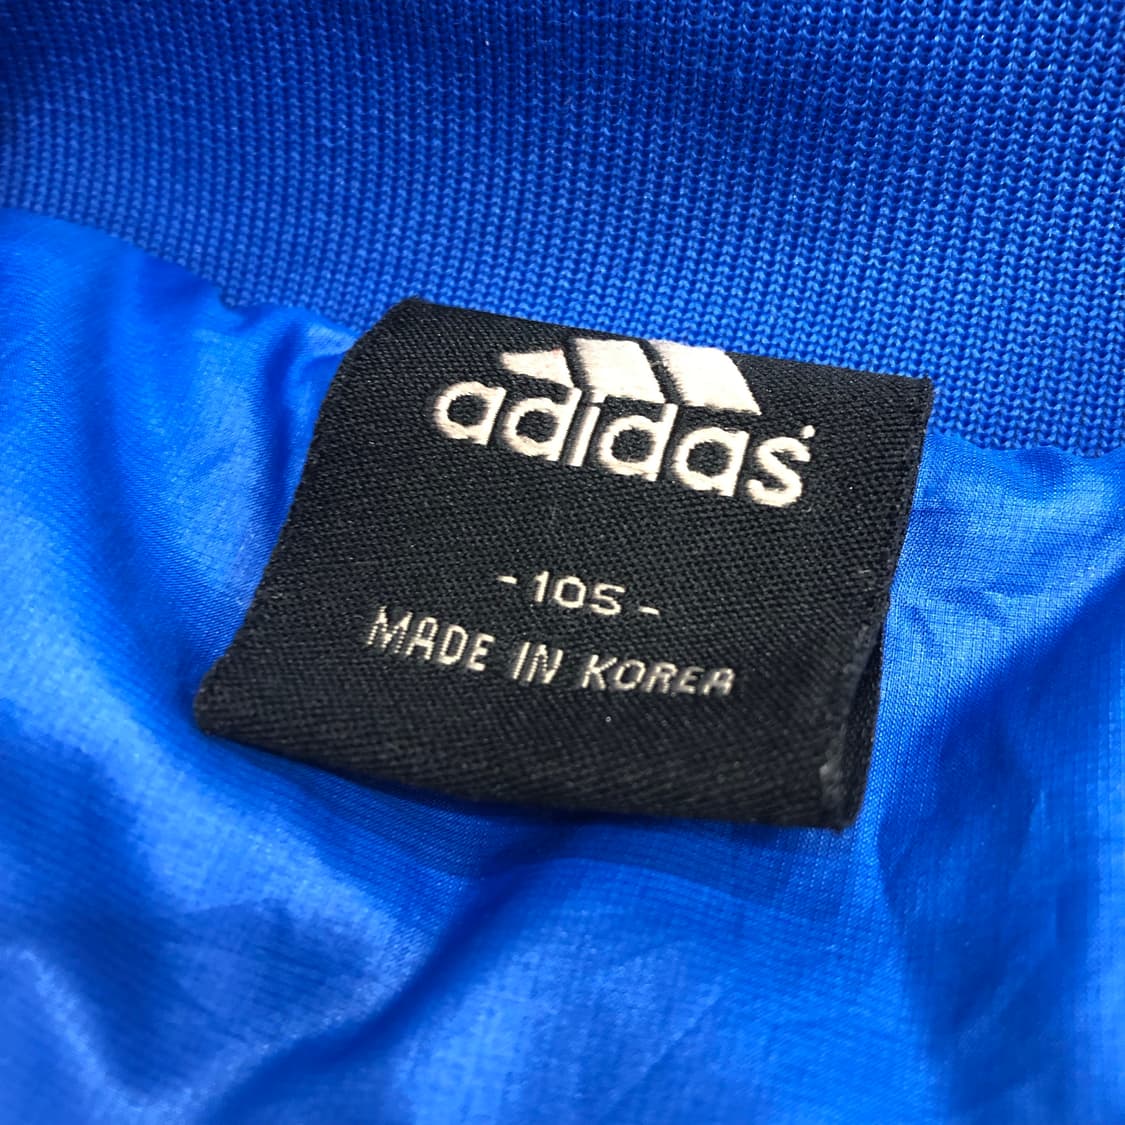 adidas
- 105 -
MADE IN KOREA